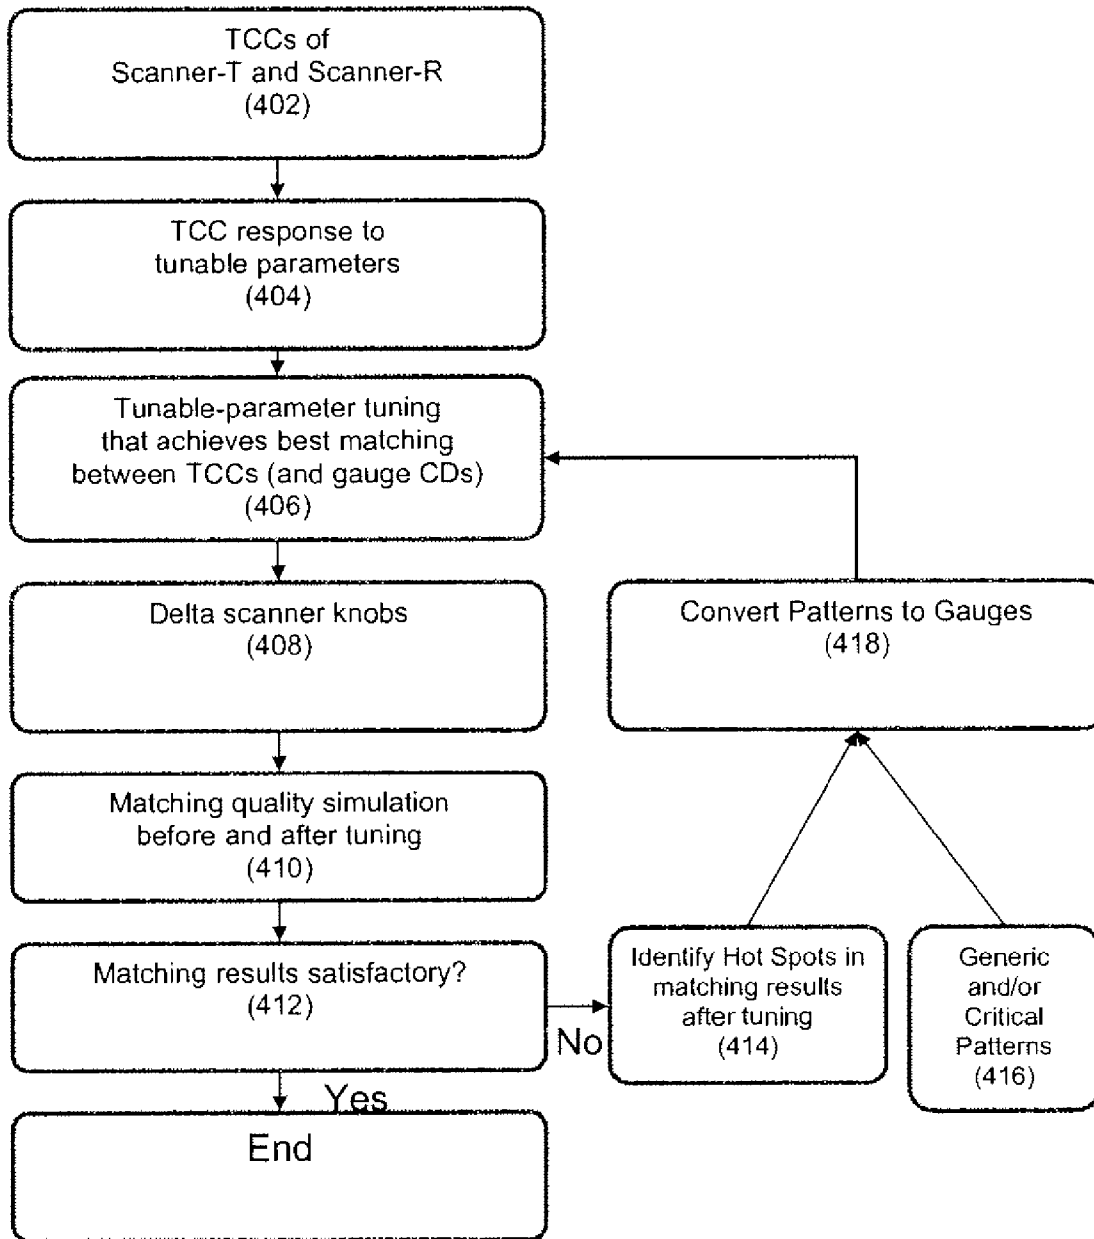 TCCs of
Scanner-T and Scanner-R
(402)
TCC response to
tunable parameters
(404)
Tunable-parameter tuning
that achieves best matching
between TCCs (and gauge CDs)
(406)
Delta scanner knobs
(408)
Convert Patterns to Gauges
(418)
Matching quality simulation
before and after tuning
(410)
Matching results satisfactory?
(412)
No
Identify Hot Spots in
matching results
after tuning
(414)
Generic
and/or
Critical
Patterns
(416)
Yes
End